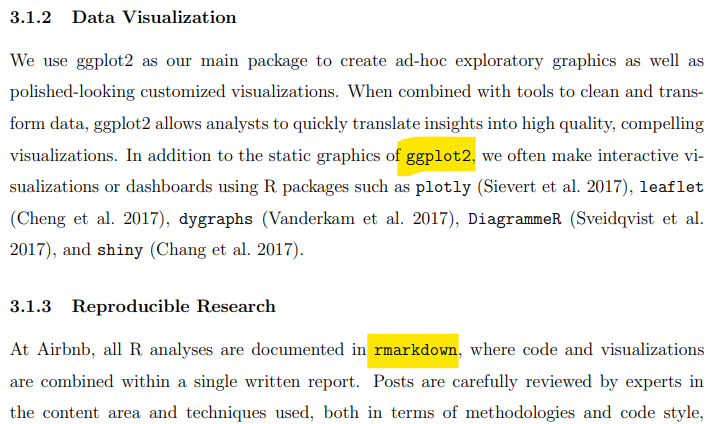 3.1.2 Data Visualization
We use ggplot2 as our main package to create ad-hoc exploratory graphics as well as
polished-looking customized visualizations. When combined with tools to clean and trans-
form data, ggplot2 allows analysts to quickly translate insights into high quality, compelling
visualizations. In addition to the static graphics of ggplot2, we often make interactive vi-
sualizations or dashboards using R packages such as plotly (Sievert et al. 2017), leaflet
(Cheng et al. 2017), dygraphs (Vanderkam et al. 2017), DiagrammeR (Sveidqvist et al.
2017), and shiny (Chang et al. 2017).
3.1.3 Reproducible Research
At Airbnb, all R analyses are documented in rmarkdown, where code and visualizations
are combined within a single written report. Posts are carefully reviewed by experts in
the content area and techniques used, both in terms of methodologies and code style,